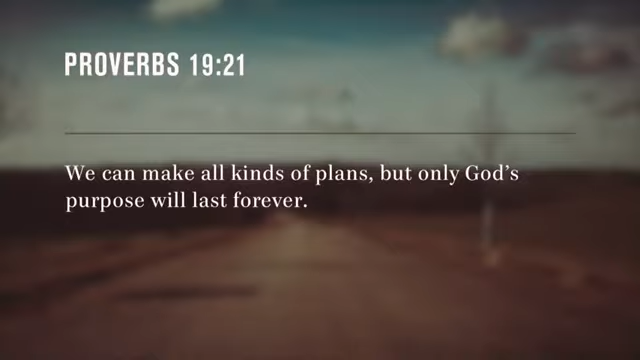 PROVERBS 19:21
We can make all kinds of plans, but only God’s
purpose will last forever.